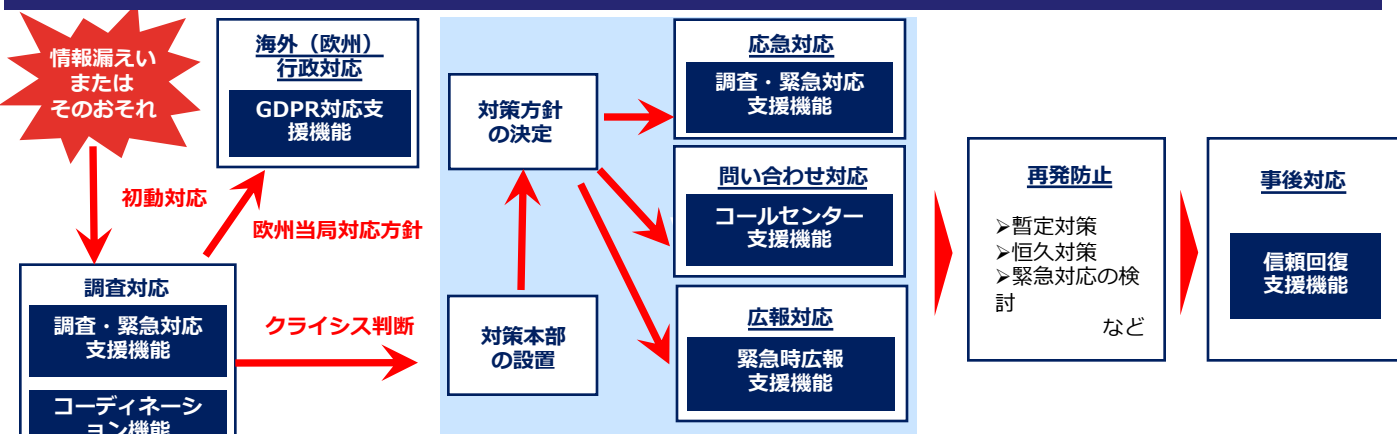 情報漏えい
または
そのおそれ
海外（欧州）
行政対応
GDPR対応支
援機能
初動対応
欧州当局対応方針
調査対応
調査・緊急対応
支援機能
コーディネーシ
ョン機能
クライシス判断
対策方針
の決定
対策本部
の設置
応急対応
調査・緊急対応
支援機能
問い合わせ対応
コールセンター
支援機能
広報対応
緊急時広報
支援機能
再発防止
➢暫定対策
➢恒久対策
➢緊急対応の検
討
など
事後対応
信頼回復
支援機能